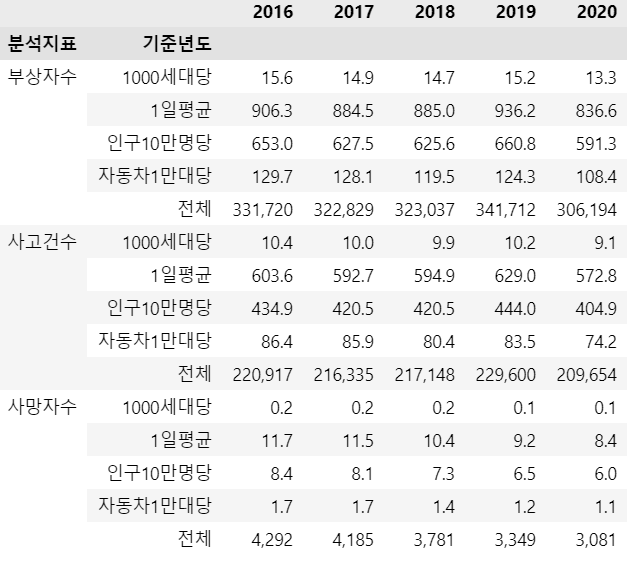 2016 2017 2018 2019 2020
분석지표 기준년도
부상자수 1000세대당 15.6 14.9 14.7 15.2 13.3
1일평균 906.3 884.5 885.0 936.2 836.6
인구10만명당 653.0 627.5 625.6 660.8 591.3
자동차1만대당 129.7 128.1 119.5 124.3 108.4
전체 331,720 322,829 323,037 341,712 306,194
사고건수 1000세대당 10.4 10.0 9.9 10.2 9.1
1일평균 603.6 592.7 594.9 629.0 572.8
인구10만명당 434.9 420.5 420.5 444.0 404.9
자동차1만대당 86.4 85.9 80.4 83.5 74.2
전체 220,917 216,335 217,148 229,600 209,654
사망자수 1000세대당 0.2 0.2 0.2 0.1 0.1
1일평균 11.7 11.5 10.4 9.2 8.4
인구10만명당 8.4 8.1 7.3 6.5 6.0
자동차1만대당 1.7 1.7 1.4 1.2 1.1
전체 4,292 4,185 3,781 3,349 3,081